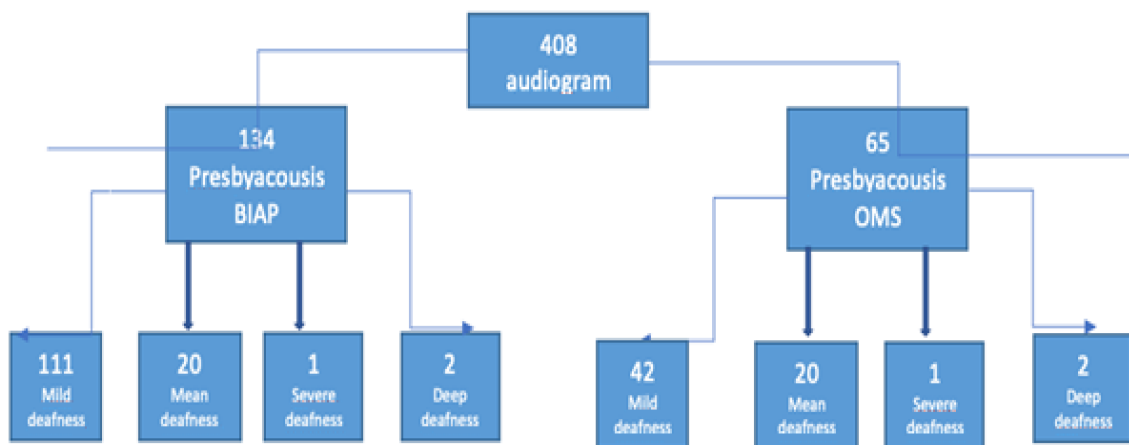 408
audiogram
134
Presbyacousis
BIAP
65
Presbyacousis
OMS
111
Mild
deafness
20
Mean
deafness
1
Severe
deafness
2
Deep
deafness
42
Mild
deafness
20
Mean
deafness
1
Severe
deafness
2
Deep
deafness